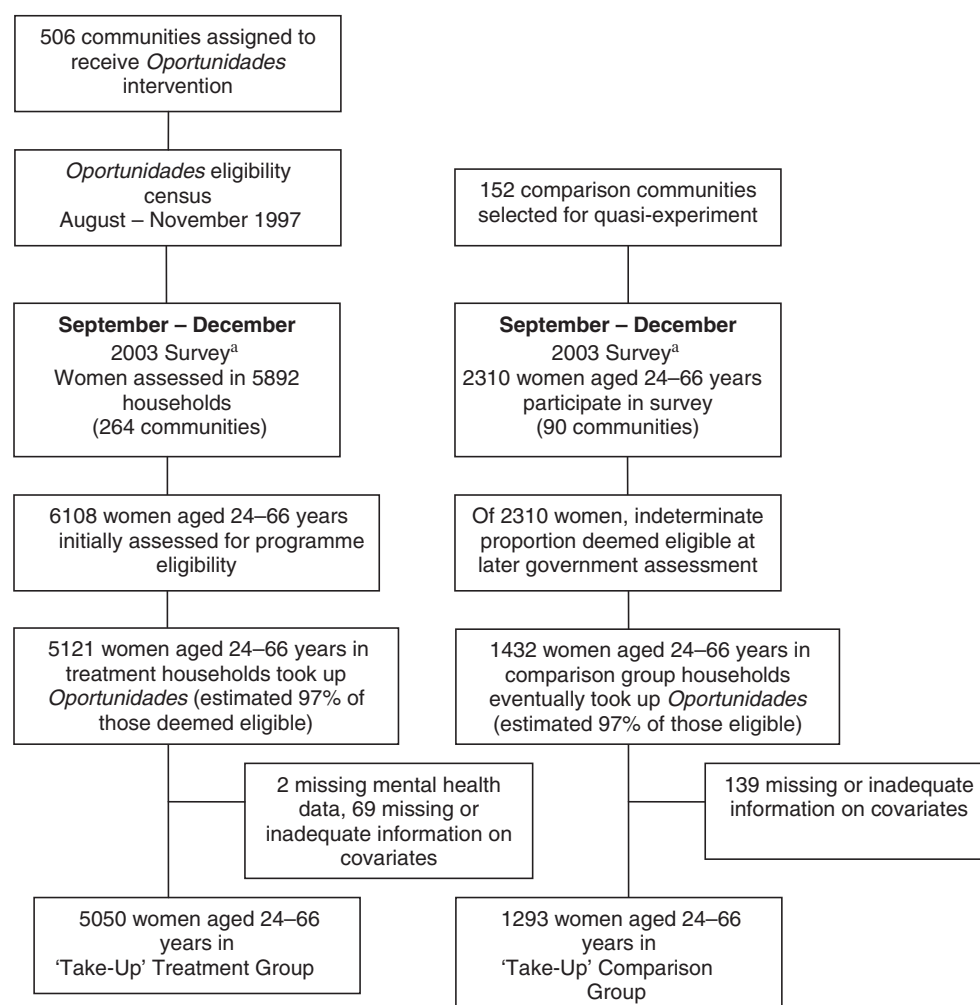 506 communities assigned to
receive Oportunidades
intervention
Oportunidades eligibility
census
August – November 1997
152 comparison communities
selected for quasi-experiment
September – December
2003 Surveyᵃ
Women assessed in 5892
households
(264 communities)
September – December
2003 Surveyᵃ
2310 women aged 24–66 years
participate in survey
(90 communities)
6108 women aged 24–66 years
initially assessed for programme
eligibility
Of 2310 women, indeterminate
proportion deemed eligible at
later government assessment
5121 women aged 24–66 years in
treatment households took up
Oportunidades (estimated 97% of
those deemed eligible)
1432 women aged 24–66 years in
comparison group households
eventually took up Oportunidades
(estimated 97% of those eligible)
2 missing mental health
data, 69 missing or
inadequate information on
covariates
139 missing or inadequate
information on covariates
5050 women aged 24–66
years in
‘Take-Up’ Treatment Group
1293 women aged 24–66
years in
‘Take-Up’ Comparison
Group